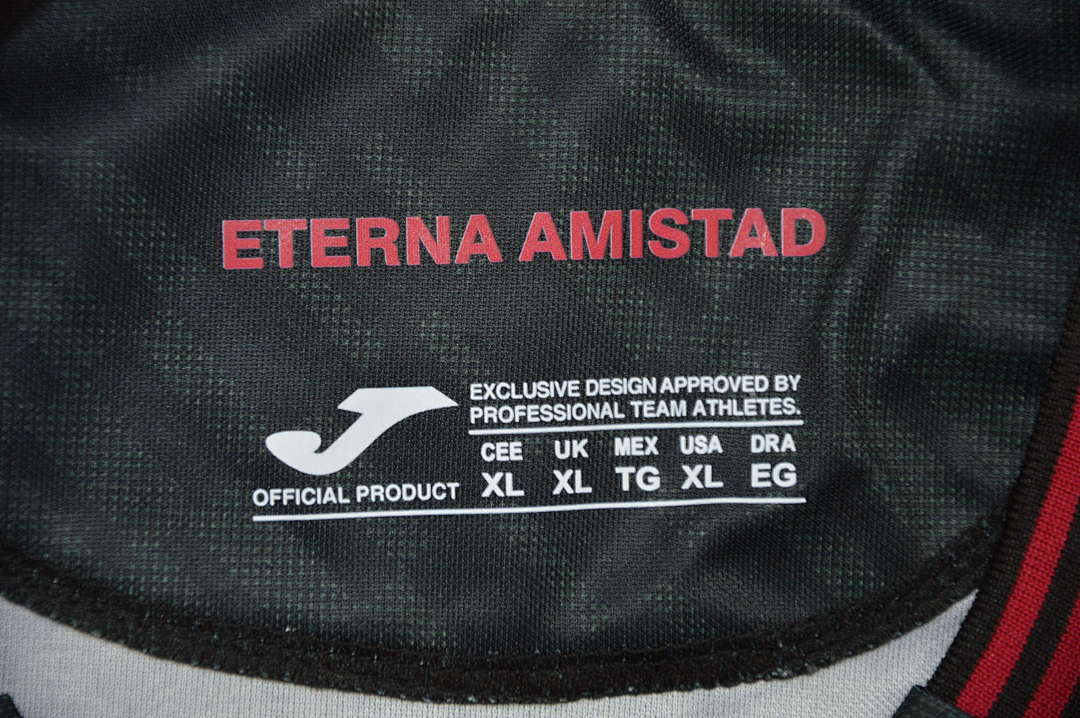 ETERNA AMISTAD
EXCLUSIVE DESIGN APPROVED BY
PROFESSIONAL TEAM ATHLETES.
CEE UK MEX USA DRA
XL XL TG XL EG
OFFICIAL PRODUCT